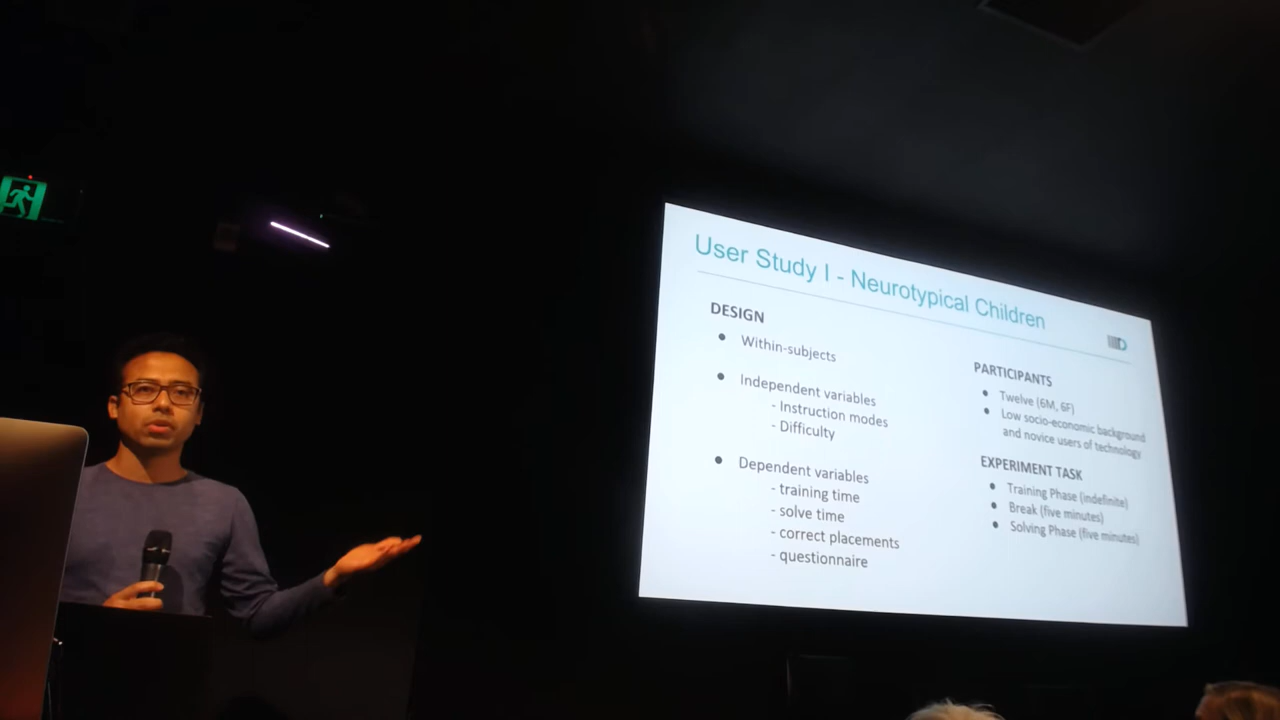 User Study I - Neurotypical Children
DESIGN
● Within-subjects
● Independent variables
- Instruction modes
- Difficulty
● Dependent variables
- training time
- solve time
- correct placements
- questionnaire
PARTICIPANTS
● Twelve (6M, 6F)
● Low socio-economic background
and novice users of technology
EXPERIMENT TASK
● Training Phase (indefinite)
● Break (five minutes)
● Solving Phase (five minutes)